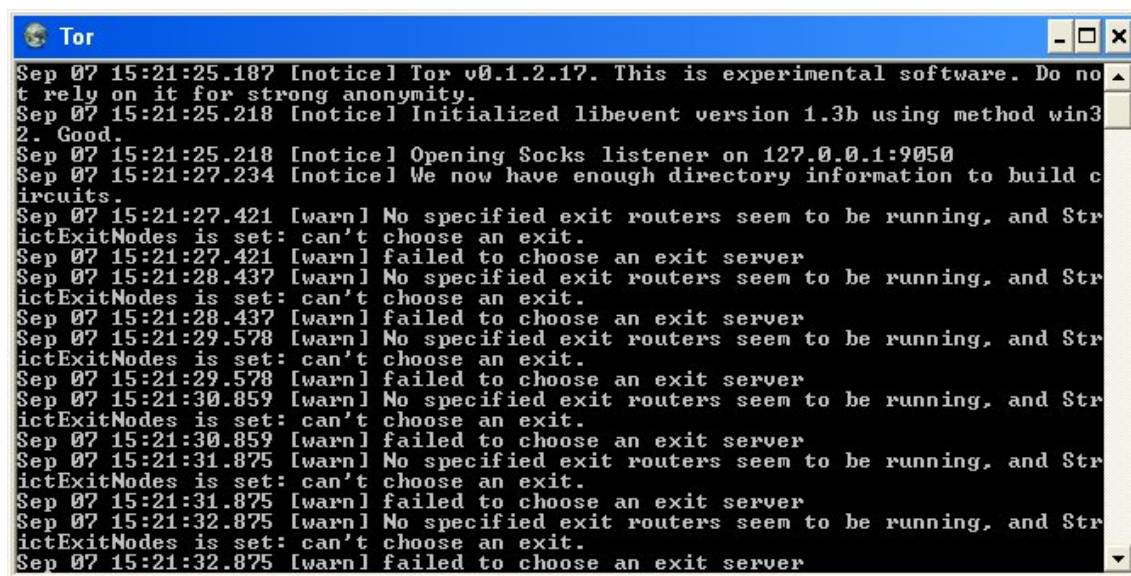 Tor
Sep 07 15:21:25.187 [notice] Tor v0.1.2.17. This is experimental software. Do no
t rely on it for strong anonymity.
Sep 07 15:21:25.218 [notice] Initialized libevent version 1.3b using method win3
2. Good.
Sep 07 15:21:25.218 [notice] Opening Socks listener on 127.0.0.1:9050
Sep 07 15:21:27.234 [notice] We now have enough directory information to build c
ircuits.
Sep 07 15:21:27.421 [warn] No specified exit routers seem to be running, and Str
ictExitNodes is set: can't choose an exit.
Sep 07 15:21:27.421 [warn] failed to choose an exit server
Sep 07 15:21:28.437 [warn] No specified exit routers seem to be running, and Str
ictExitNodes is set: can't choose an exit.
Sep 07 15:21:28.437 [warn] failed to choose an exit server
Sep 07 15:21:29.578 [warn] No specified exit routers seem to be running, and Str
ictExitNodes is set: can't choose an exit.
Sep 07 15:21:29.578 [warn] failed to choose an exit server
Sep 07 15:21:30.859 [warn] No specified exit routers seem to be running, and Str
ictExitNodes is set: can't choose an exit.
Sep 07 15:21:30.859 [warn] failed to choose an exit server
Sep 07 15:21:31.875 [warn] No specified exit routers seem to be running, and Str
ictExitNodes is set: can't choose an exit.
Sep 07 15:21:31.875 [warn] failed to choose an exit server
Sep 07 15:21:32.875 [warn] No specified exit routers seem to be running, and Str
ictExitNodes is set: can't choose an exit.
Sep 07 15:21:32.875 [warn] failed to choose an exit server